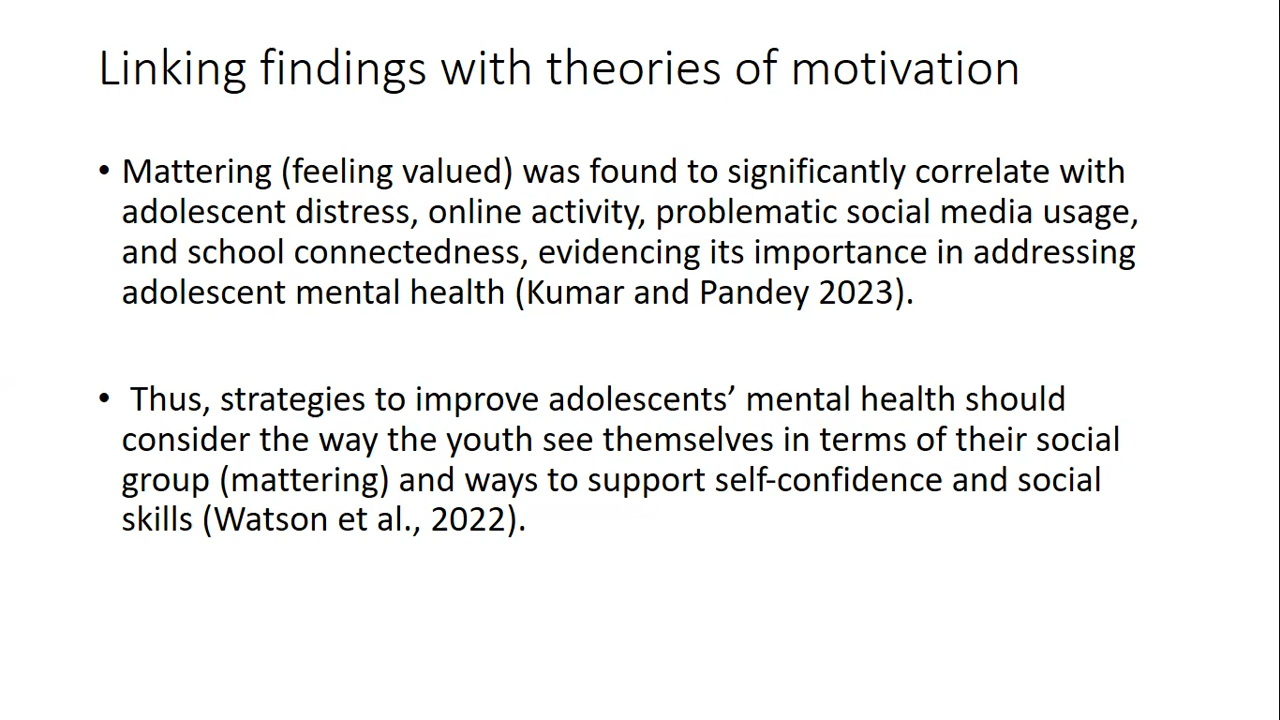 Linking findings with theories of motivation
• Mattering (feeling valued) was found to significantly correlate with
adolescent distress, online activity, problematic social media usage,
and school connectedness, evidencing its importance in addressing
adolescent mental health (Kumar and Pandey 2023).
• Thus, strategies to improve adolescents’ mental health should
consider the way the youth see themselves in terms of their social
group (mattering) and ways to support self-confidence and social
skills (Watson et al., 2022).